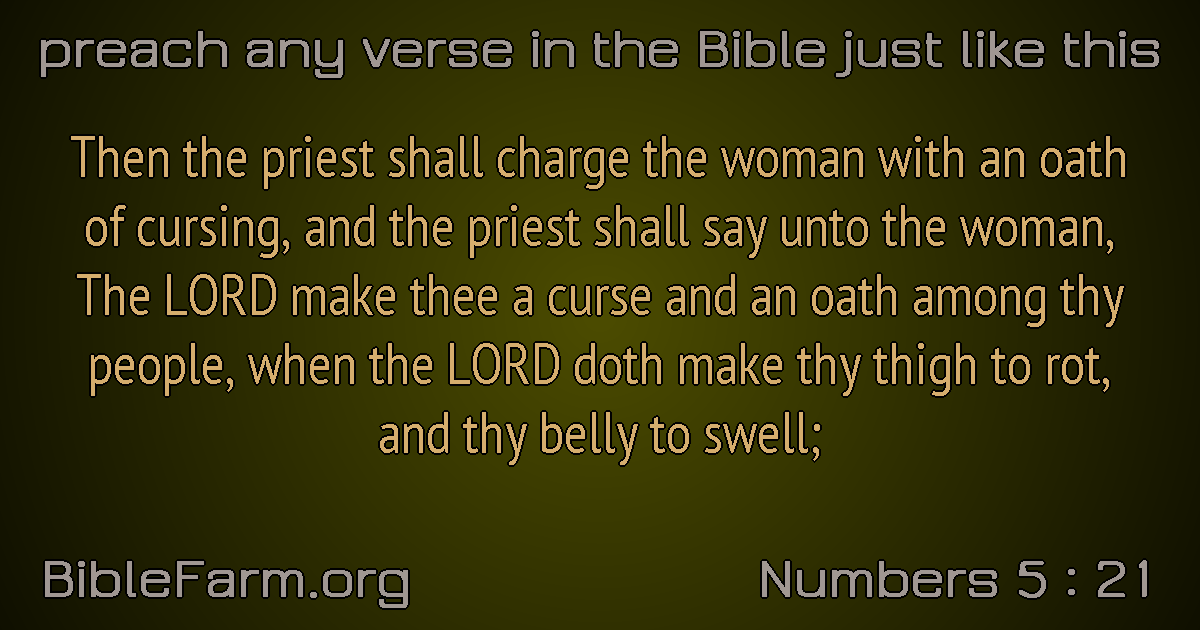 preach any verse in the Bible just like this
Then the priest shall charge the woman with an oath
of cursing, and the priest shall say unto the woman,
The LORD make thee a curse and an oath among thy
people, when the LORD doth make thy thigh to rot,
and thy belly to swell;
BibleFarm.org
Numbers 5 : 21